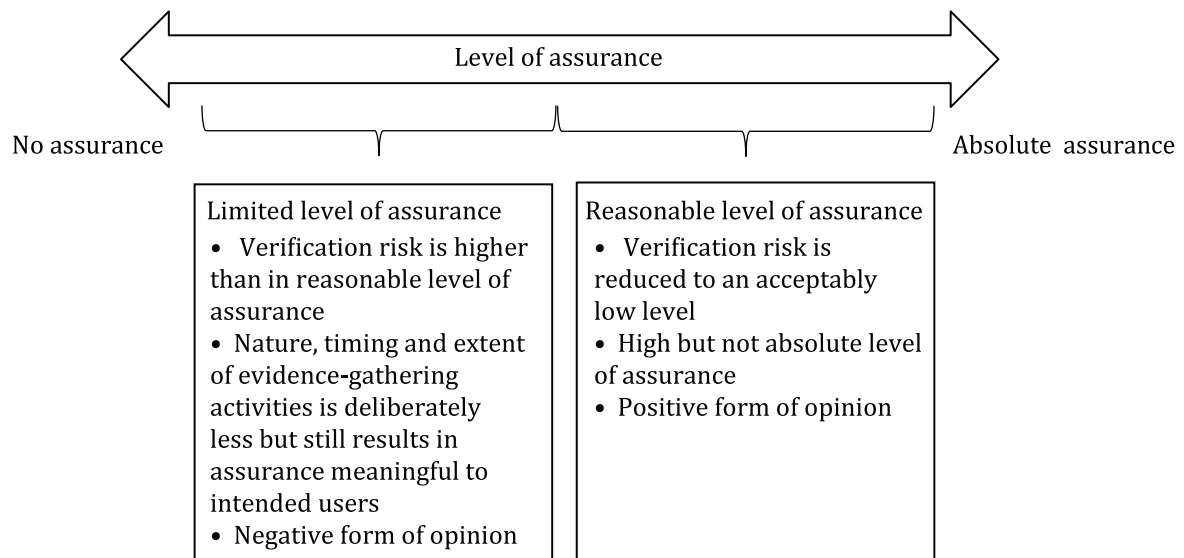 Level of assurance
No assurance
Absolute assurance
Limited level of assurance
• Verification risk is higher
than in reasonable level of
assurance
• Nature, timing and extent
of evidence-gathering
activities is deliberately
less but still results in
assurance meaningful to
intended users
• Negative form of opinion
Reasonable level of assurance
• Verification risk is
reduced to an acceptably
low level
• High but not absolute level
of assurance
• Positive form of opinion